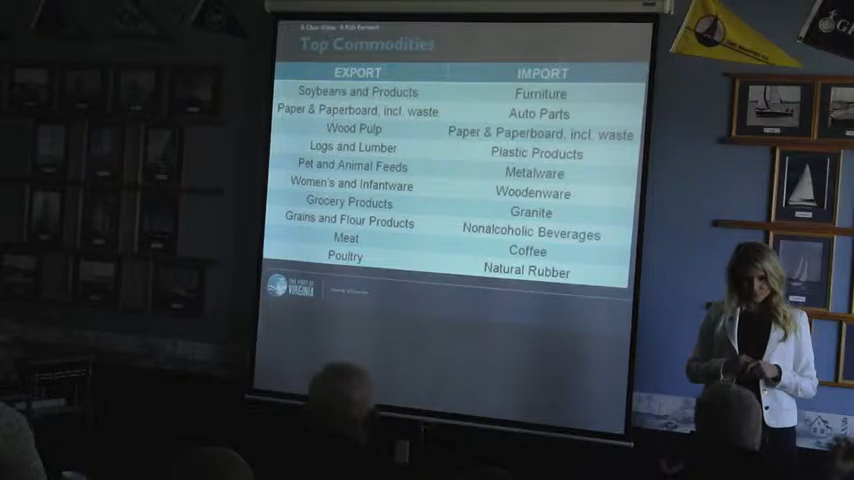 A Clear Vision. A Path Forward
Top Commodities
EXPORT
Soybeans and Products
Paper & Paperboard, incl. waste
Wood Pulp
Logs and Lumber
Pet and Animal Feeds
Women's and Infantware
Grocery Products
Grains and Flour Products
Meat
Poultry
IMPORT
Furniture
Auto Parts
Paper & Paperboard, incl. waste
Plastic Products
Metalware
Woodenware
Granite
Nonalcoholic Beverages
Coffee
Natural Rubber
THE PORT OF
VIRGINIA